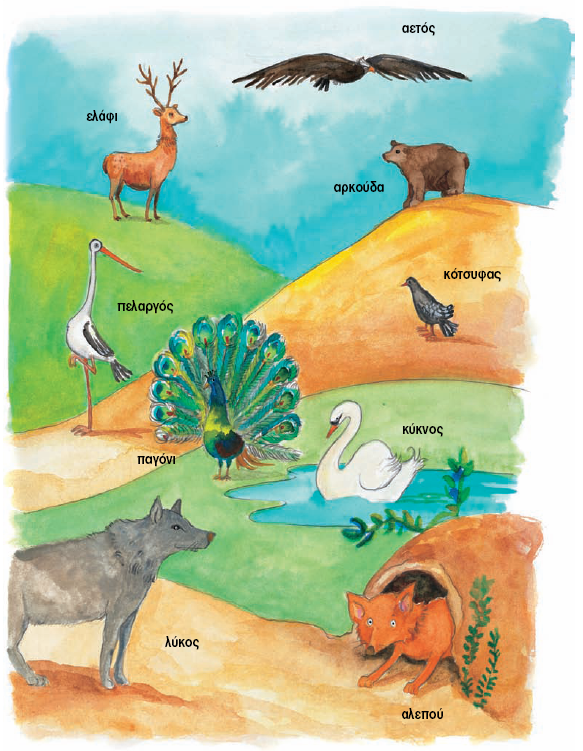 αετός
ελάφι
αρκούδα
κότσυφας
πελαργός
κύκνος
παγόνι
λύκος
αλεπού